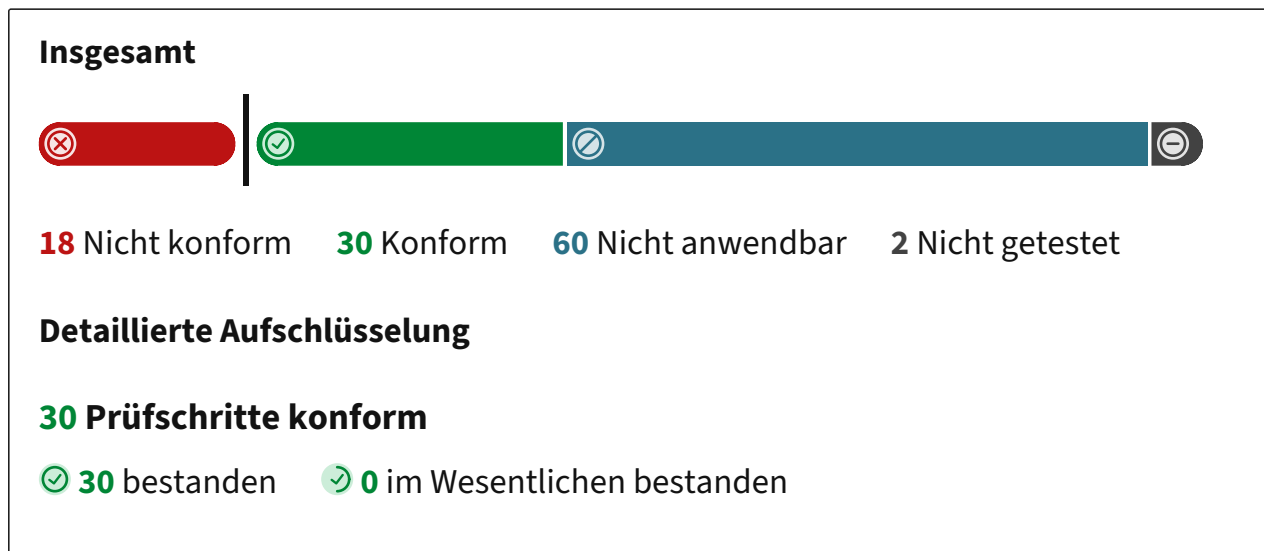 Insgesamt
18 Nicht konform 30 Konform 60 Nicht anwendbar 2 Nicht getestet
Detaillierte Aufschlüsselung
30 Prüfschritte konform
30 bestanden 0 im Wesentlichen bestanden